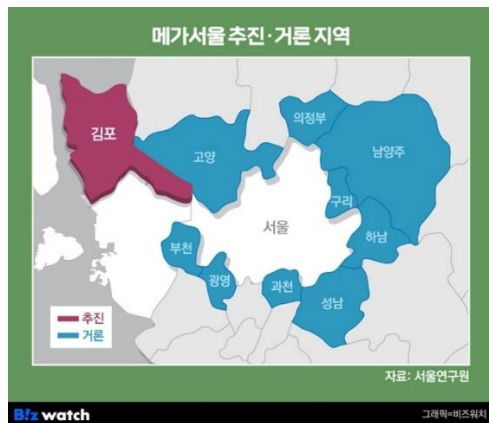 메가서울 추진·거론 지역
김포
고양
의정부
남양주
구리
서울
하남
부천
광명
과천
성남
추진
거론
자료: 서울연구원
B!z watch
그래픽=비즈워치